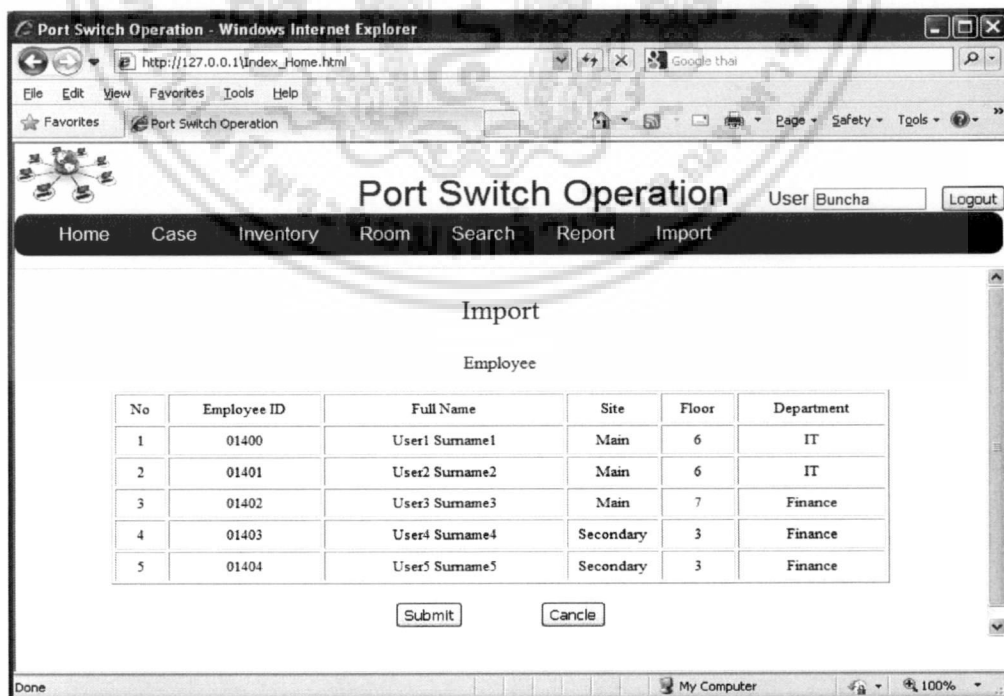 Port Switch Operation - Windows Internet Explorer
http://127.0.0.1\Index_Home.html
Google thai
File Edit View Favorites Tools Help
Favorites Port Switch Operation Page Safety Tools
Port Switch Operation User Buncha Logout
Home Case Inventory Room Search Report Import
Import
Employee
No Employee ID Full Name Site Floor Department
1 01400 User1 Surname1 Main 6 IT
2 01401 User2 Surname2 Main 6 IT
3 01402 User3 Surname3 Main 7 Finance
4 01403 User4 Surname4 Secondary 3 Finance
5 01404 User5 Surname5 Secondary 3 Finance
Submit Cancle
Done My Computer 100%